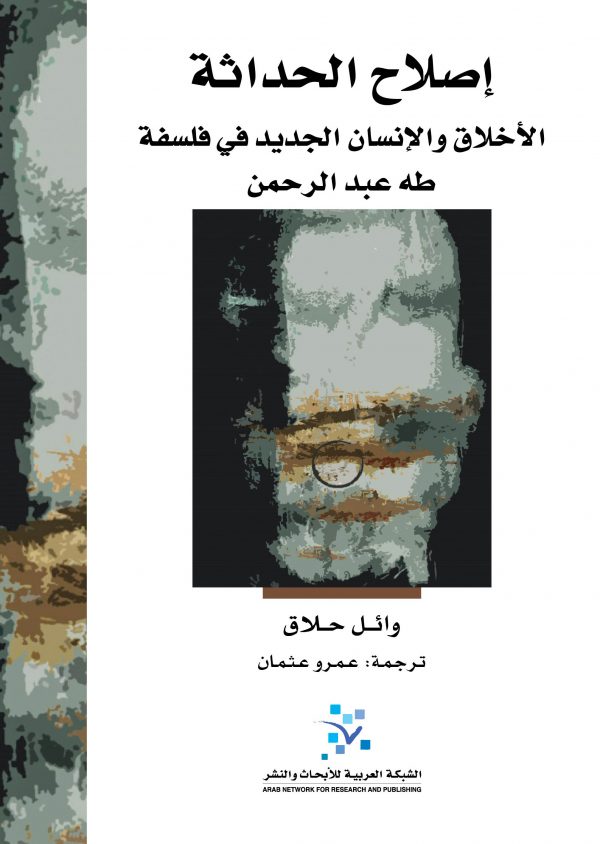 إصلاح الحداثة
الأخلاق والإنسان الجديد في فلسفة
طه عبد الرحمن
وائل حلاق
ترجمة: عمرو عثمان
الشبكة العربية للأبحاث والنشر
ARAB NETWORK FOR RESEARCH AND PUBLISHING